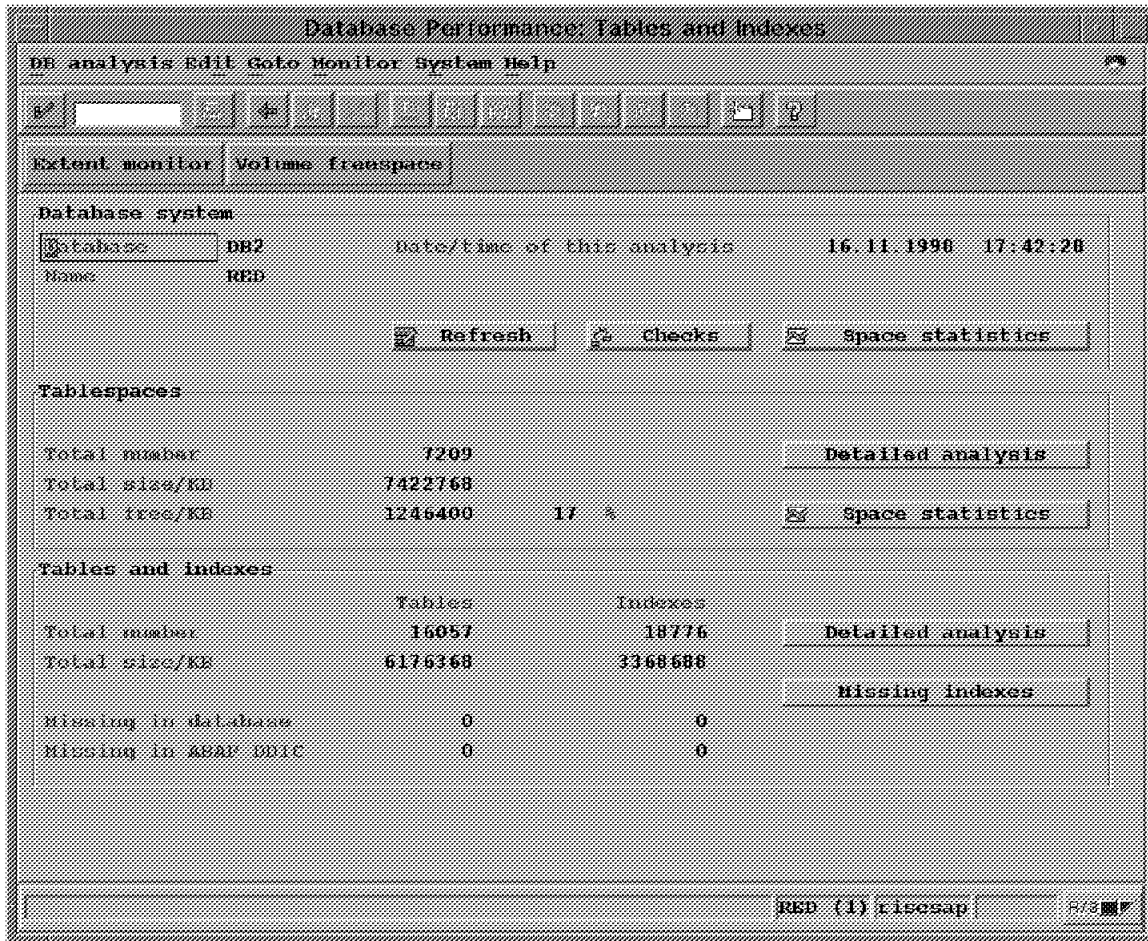 Database Performance: Tables and Indexes
DB analysis Edit Goto Monitor System Help
Extent monitor Volume freespace
Database system
Database DB2 Date/time of this analysis 16.11.1998 17:42:20
Name RED
Refresh Checks Space statistics
Tablespaces
Total number 7209 Detailed analysis
Total size/KB 7422768
Total free/KB 1246400 17 % Space statistics
Tables and indexes
Tables Indexes
Total number 16057 18776 Detailed analysis
Total size/KB 6176368 3368688
Missing indexes
Missing in database 0 0
Missing in ABAP DDIC 0 0
RED (1) riscsap R/3